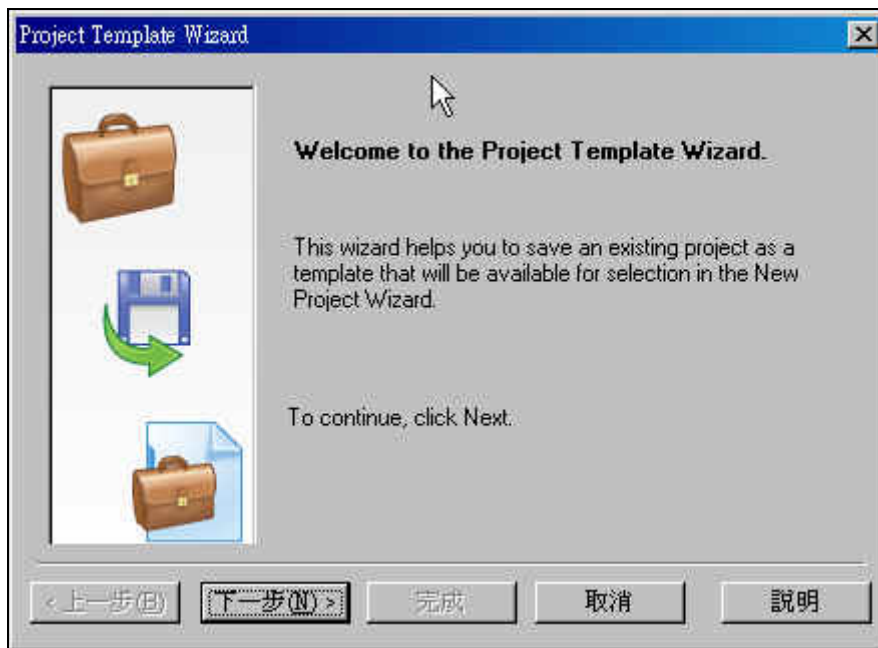 Project Template Wizard
Welcome to the Project Template Wizard.
This wizard helps you to save an existing project as a
template that will be available for selection in the New
Project Wizard.
To continue, click Next.
< 上一步(B) 下一步(N) > 完成 取消 說明